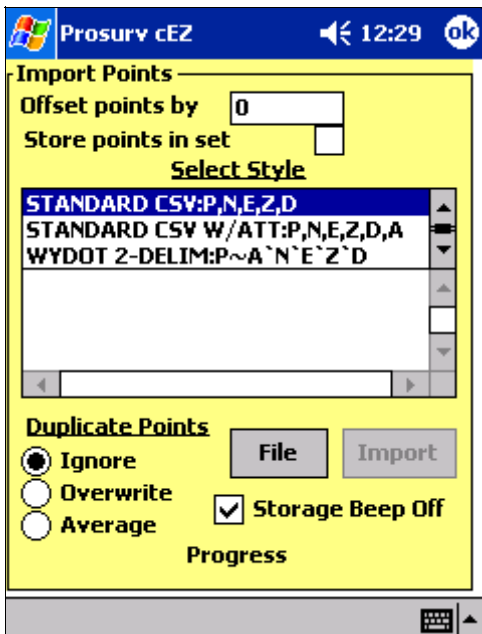 Prosurv cEZ 12:29 ok
Import Points
Offset points by 0
Store points in set
Select Style
STANDARD CSV:P,N,E,Z,D
STANDARD CSV W/ATT:P,N,E,Z,D,A
WYDOT 2-DELIM:P~A`N`E`Z`D
Duplicate Points
Ignore
File
Import
Overwrite
Storage Beep Off
Average
Progress